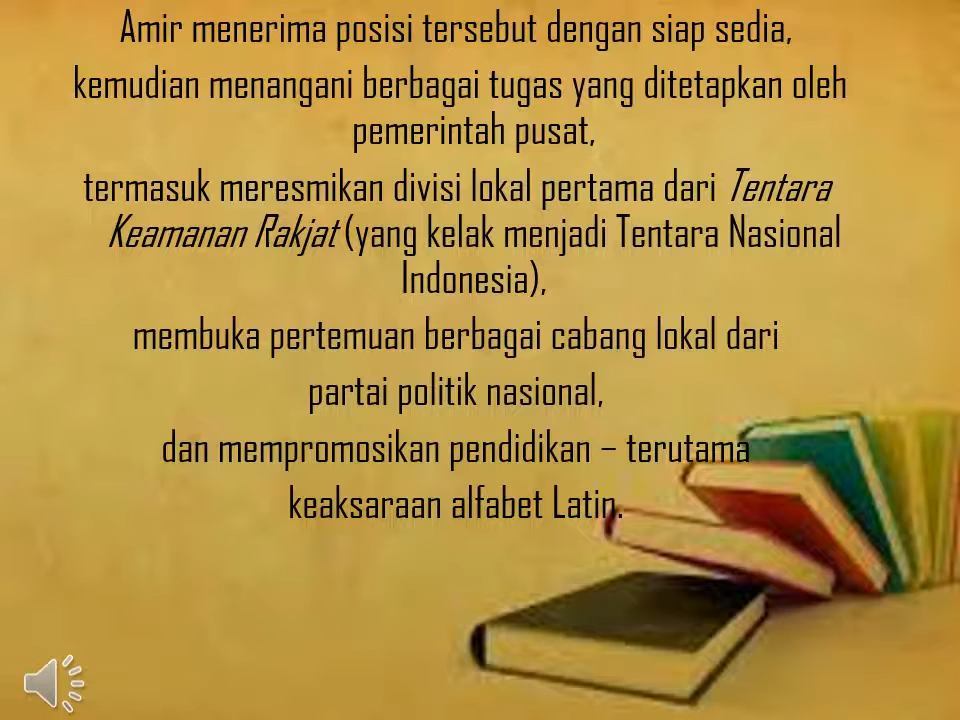 Amir menerima posisi tersebut dengan siap sedia,
kemudian menangani berbagai tugas yang ditetapkan oleh
pemerintah pusat,
termasuk meresmikan divisi lokal pertama dari Tentara
Keamanan Rakjat (yang kelak menjadi Tentara Nasional
Indonesia),
membuka pertemuan berbagai cabang lokal dari
partai politik nasional,
dan mempromosikan pendidikan – terutama
keaksaraan alfabet Latin.